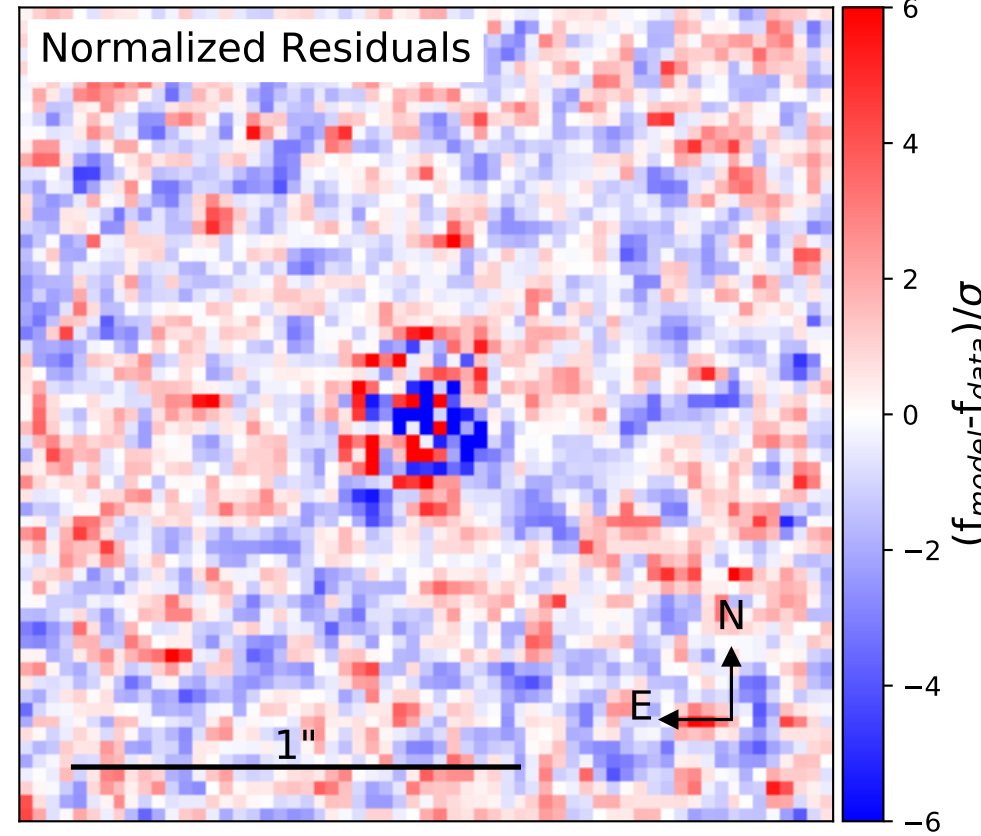 Normalized Residuals
6
4
2
0
−2
−4
−6
(f_model-f_data)/σ
N
E
1"